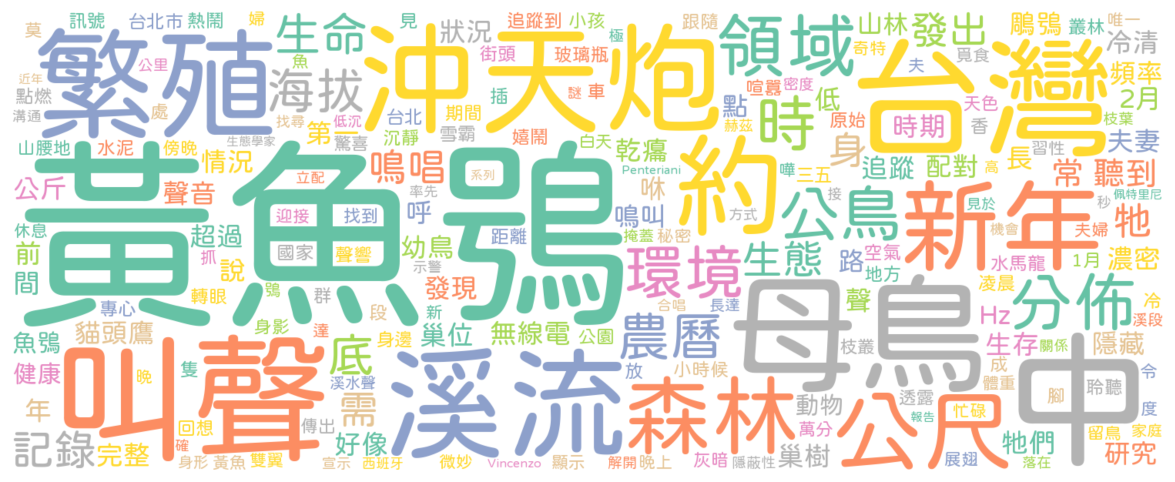 莫
訊號
台北市
熱鬧
婦
生命
見
狀況
追蹤到
小孩
極
跟隨
領域
山林
發出
鵰鴞
叢林
唯一
冷清
繁殖
沖天炮
台灣
近年
公里
魚
街頭
玻璃瓶
奇特
覓食
頻率
點燃
處
海拔
台北
期間
插
謎
車
喧囂
密度
點
時
低
夫
天色
2月
溝通
找尋
低沉
第一
沉靜
雪霸
嬉鬧
赫茲
原始
時期
香
枝葉
山腰地
水泥
傍晚
生態學家
驚喜
白天
乾癟
嘩
三五
身
習性
夫妻
情況
鳴唱
Penteriani
約
追蹤
配對
長
高
常
聽到
公斤
聲音
立配
率先
系列
咻
公鳥
新年
佩特里尼
牠
黃魚鴞
休息
超過
迎接
找到
呼
鳴叫
方式
接
見於
秒
前
抓
國家
聲響
幼鳥
距離
掩蓋
秘密
機會
夫婦
間
說
示警
環境
生態
路
空氣
地方
水馬龍
1月
濃密
專心
轉眼
鴞
群
發現
新
合唱
長達
聲
凌晨
冷
貓頭鷹
身影
達
段
身邊
巢位
無線電
公園
農曆
母鳥
Hz
分佈
溪段
魚鴞
叫聲
底
溪流
枝叢
生存
關係
隱藏
中
健康
晚
隻
溪水聲
放
小時候
森林
動物
透露
公尺
成
體重
腳
聆聽
令
年
回想
傳出
需
萬分
忙碌
報告
度
記錄
完整
確
好像
巢樹
牠們
留鳥
家庭
身形
黃魚
雙翼
宣示
西班牙
微妙
Vincenzo
顯示
解開
晚上
灰暗
隱蔽性
展翅
落在
研究